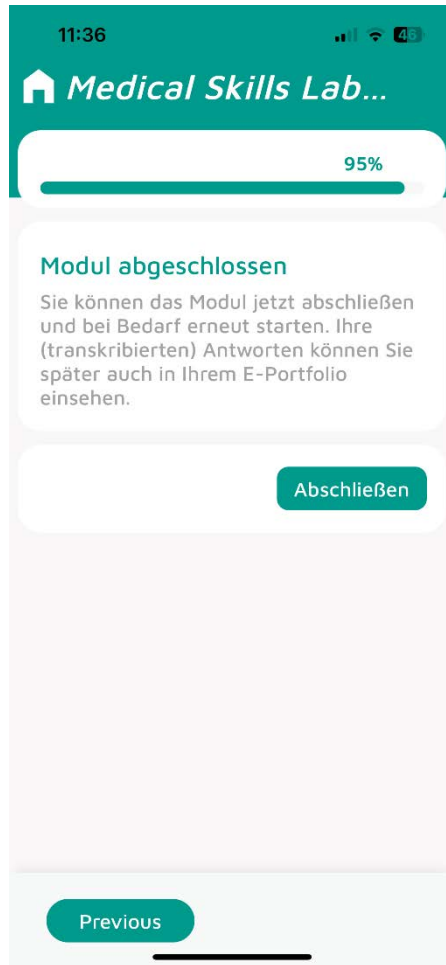 11:36
46
Medical Skills Lab...
95%
Modul abgeschlossen
Sie können das Modul jetzt abschließen
und bei Bedarf erneut starten. Ihre
(transkribierten) Antworten können Sie
später auch in Ihrem E-Portfolio
einsehen.
Abschließen
Previous